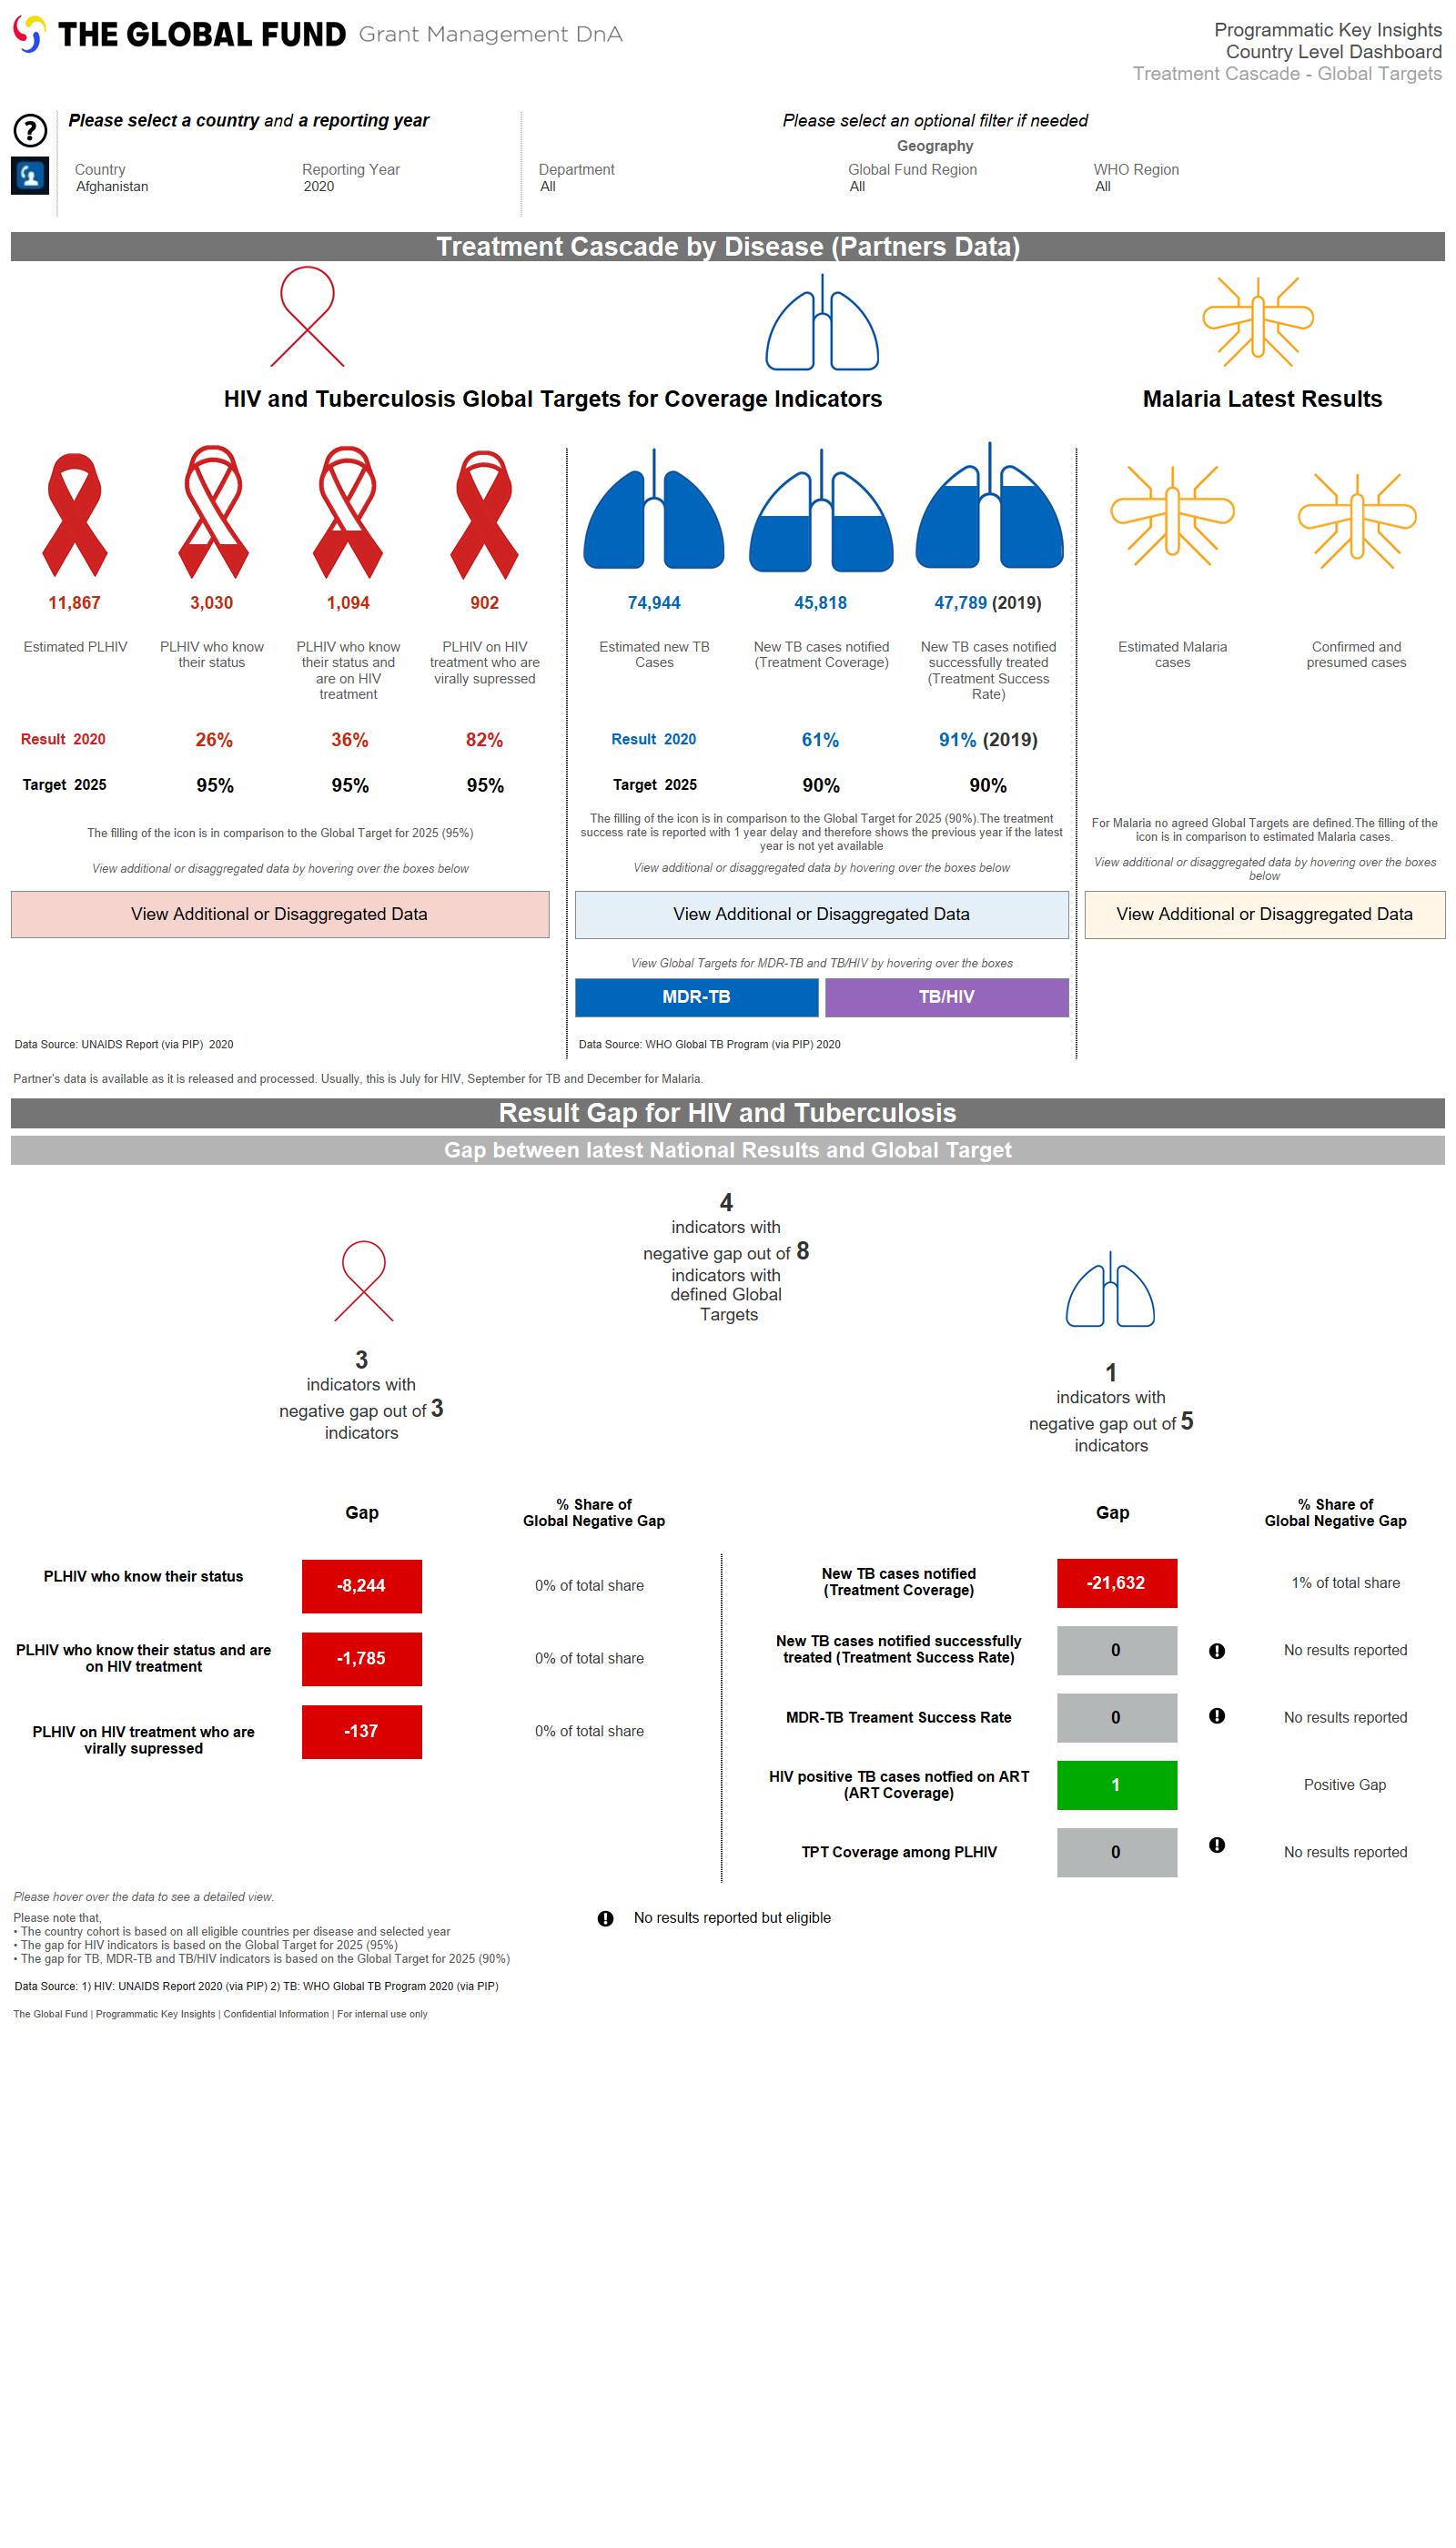 THE GLOBAL FUND Grant Management DnA
Programmatic Key Insights
Country Level Dashboard
Treatment Cascade - Global Targets
Please select a country and a reporting year
Please select an optional filter if needed
Geography
Country
Afghanistan
Reporting Year
2020
Department
All
Global Fund Region
All
WHO Region
All
Treatment Cascade by Disease (Partners Data)
HIV and Tuberculosis Global Targets for Coverage Indicators
Malaria Latest Results
11,867
3,030
1,094
902
Estimated PLHIV
PLHIV who know
their status
PLHIV who know
their status and
are on HIV
treatment
PLHIV on HIV
treatment who are
virally supressed
Result 2020
26%
36%
82%
Target 2025
95%
95%
95%
The filling of the icon is in comparison to the Global Target for 2025 (95%)
View additional or disaggregated data by hovering over the boxes below
View Additional or Disaggregated Data
Data Source: UNAIDS Report (via PIP) 2020
74,944
45,818
47,789 (2019)
Estimated new TB
Cases
New TB cases notified
(Treatment Coverage)
New TB cases notified
successfully treated
(Treatment Success
Rate)
Result 2020
61%
91% (2019)
Target 2025
90%
90%
The filling of the icon is in comparison to the Global Target for 2025 (90%).The treatment
success rate is reported with 1 year delay and therefore shows the previous year if the latest
year is not yet available
View additional or disaggregated data by hovering over the boxes below
View Additional or Disaggregated Data
View Global Targets for MDR-TB and TB/HIV by hovering over the boxes
MDR-TB
TB/HIV
Data Source: WHO Global TB Program (via PIP) 2020
Estimated Malaria
cases
Confirmed and
presumed cases
For Malaria no agreed Global Targets are defined.The filling of the
icon is in comparison to estimated Malaria cases.
View additional or disaggregated data by hovering over the boxes
below
View Additional or Disaggregated Data
Partner's data is available as it is released and processed. Usually, this is July for HIV, September for TB and December for Malaria.
Result Gap for HIV and Tuberculosis
Gap between latest National Results and Global Target
4
indicators with
negative gap out of 8
indicators with
defined Global
Targets
3
indicators with
negative gap out of 3
indicators
1
indicators with
negative gap out of 5
indicators
Gap
% Share of
Global Negative Gap
PLHIV who know their status
-8,244
0% of total share
PLHIV who know their status and are
on HIV treatment
-1,785
0% of total share
PLHIV on HIV treatment who are
virally supressed
-137
0% of total share
Gap
% Share of
Global Negative Gap
New TB cases notified
(Treatment Coverage)
-21,632
1% of total share
New TB cases notified successfully
treated (Treatment Success Rate)
0
No results reported
MDR-TB Treament Success Rate
0
No results reported
HIV positive TB cases notfied on ART
(ART Coverage)
1
Positive Gap
TPT Coverage among PLHIV
0
No results reported
Please hover over the data to see a detailed view.
Please note that,
• The country cohort is based on all eligible countries per disease and selected year
• The gap for HIV indicators is based on the Global Target for 2025 (95%)
• The gap for TB, MDR-TB and TB/HIV indicators is based on the Global Target for 2025 (90%)
No results reported but eligible
Data Source: 1) HIV: UNAIDS Report 2020 (via PIP) 2) TB: WHO Global TB Program 2020 (via PIP)
The Global Fund | Programmatic Key Insights | Confidential Information | For internal use only